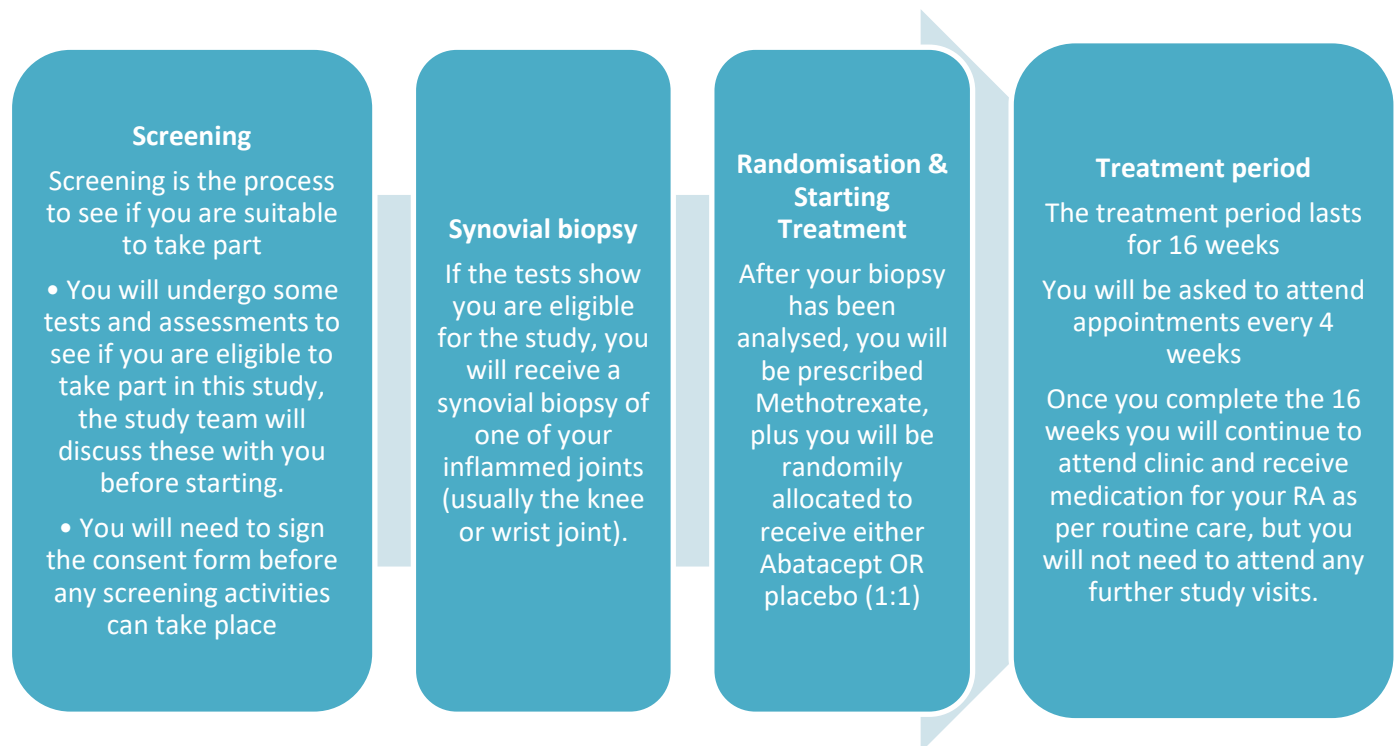 Screening
Screening is the process
to see if you are suitable
to take part
• You will undergo some
tests and assessments to
see if you are eligible to
take part in this study,
the study team will
discuss these with you
before starting.
• You will need to sign
the consent form before
any screening activities
can take place
Synovial biopsy
If the tests show
you are eligible
for the study, you
will receive a
synovial biopsy of
one of your
inflammed joints
(usually the knee
or wrist joint).
Randomisation &
Starting
Treatment
After your biopsy
has been
analysed, you will
be prescribed
Methotrexate,
plus you will be
randomily
allocated to
receive either
Abatacept OR
placebo (1:1)
Treatment period
The treatment period lasts
for 16 weeks
You will be asked to attend
appointments every 4
weeks
Once you complete the 16
weeks you will continue to
attend clinic and receive
medication for your RA as
per routine care, but you
will not need to attend any
further study visits.